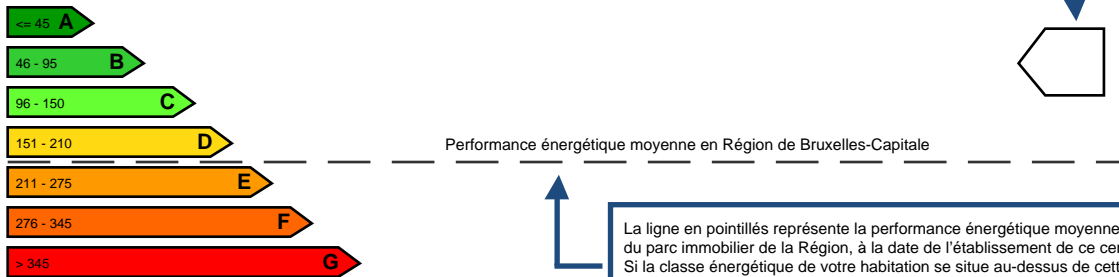 <= 45 A
46 - 95 B
96 - 150 C
151 - 210 D
Performance énergétique moyenne en Région de Bruxelles-Capitale
211 - 275 E
276 - 345 F
La ligne en pointillés représente la performance énergétique moyenne
du parc immobilier de la Région, à la date de l'établissement de ce
> 345 G
Si la classe énergétique de votre habitation se situe au-dessus de